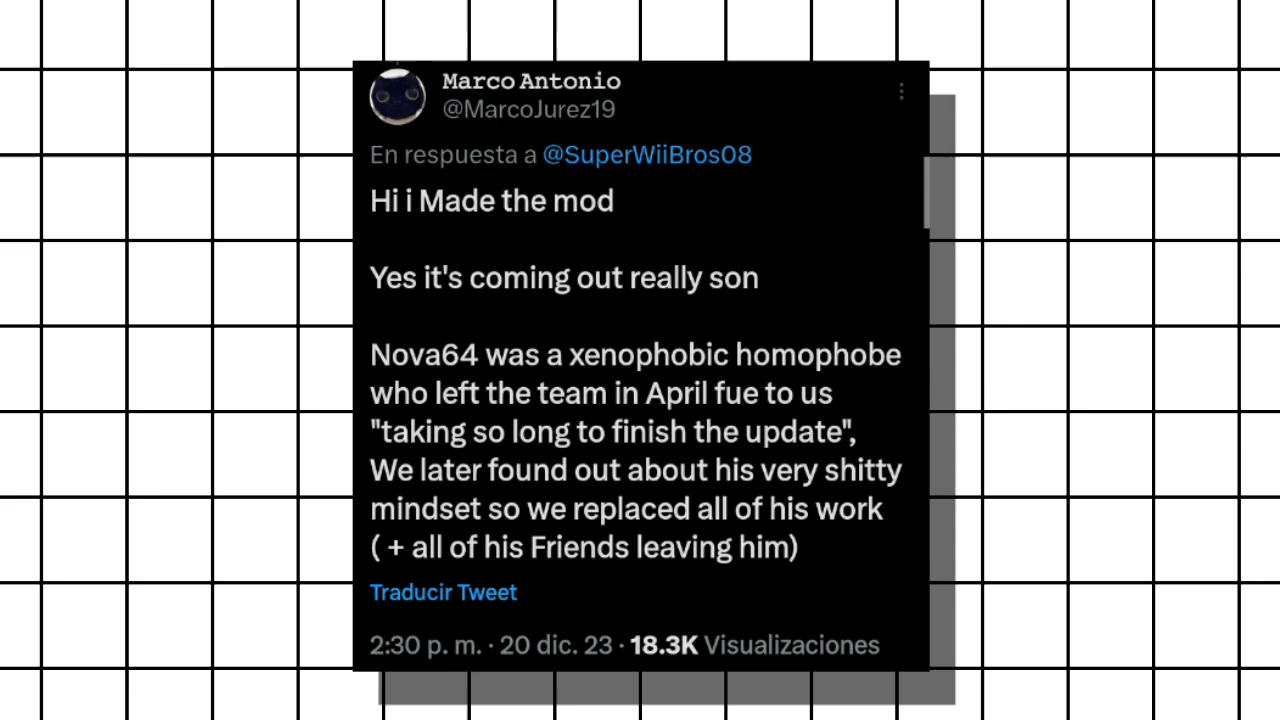 Marco Antonio
@MarcoJurez19
En respuesta a @SuperWiiBros08
Hi i Made the mod
Yes it's coming out really son
Nova64 was a xenophobic homophobe
who left the team in April fue to us
"taking so long to finish the update",
We later found out about his very shitty
mindset so we replaced all of his work
( + all of his Friends leaving him)
Traducir Tweet
2:30 p. m. · 20 dic. 23 · 18.3K Visualizaciones